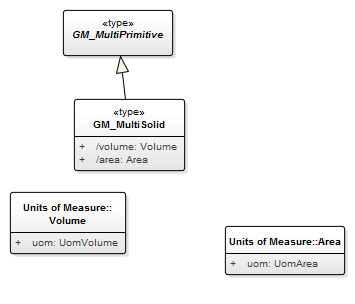 «type»
GM_MultiPrimitive
«type»
GM_MultiSolid
+ /volume: Volume
+ /area: Area
Units of Measure::
Volume
+ uom: UomVolume
Units of Measure::Area
+ uom: UomArea